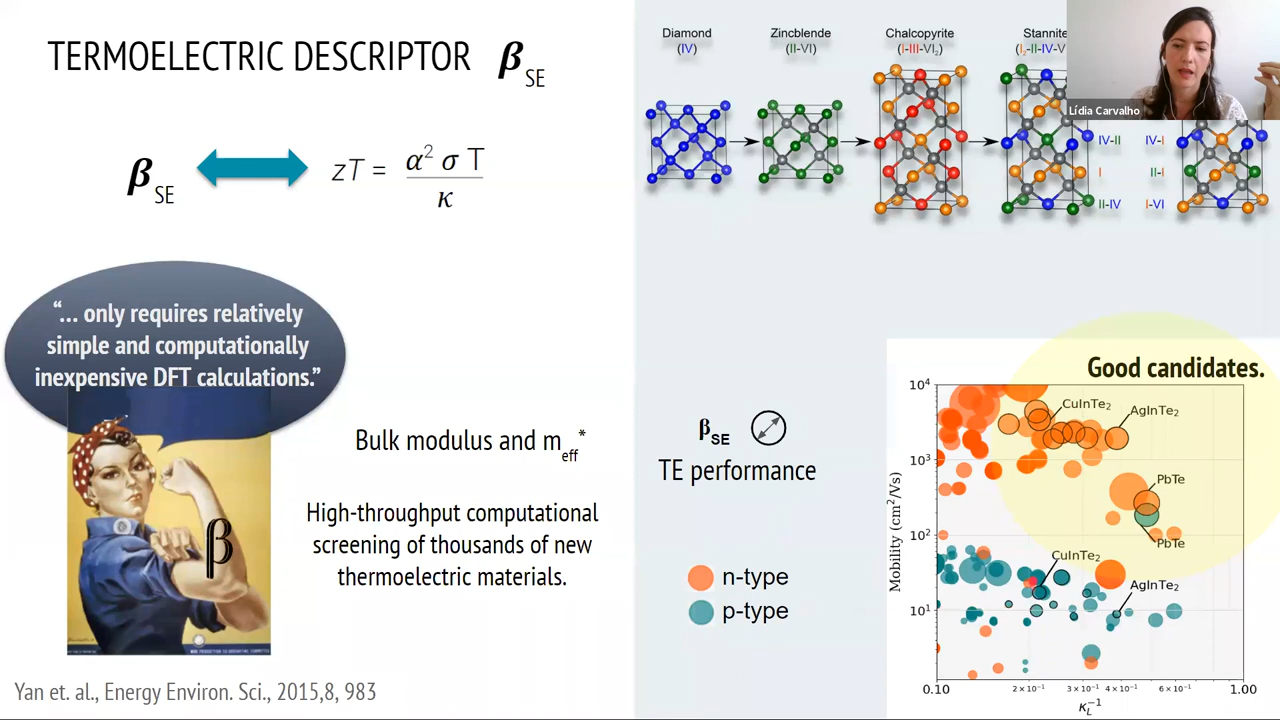 TERMOELECTRIC DESCRIPTOR β SE
β SE
zT = α² σ T / κ
“… only requires relatively
simple and computationally
inexpensive DFT calculations.”
β
Bulk modulus and m eff *
High-throughput computational
screening of thousands of new
thermoelectric materials.
Yan et. al., Energy Environ. Sci., 2015,8, 983
Diamond
(IV)
Zincblende
(II-VI)
Chalcopyrite
(I-III-VI₂)
Stannite
(I₂-II-IV-V
Lídia Carvalho
IV-II
I
II-IV
IV-I
II-I
I-VI
β SE
TE performance
n-type
p-type
Good candidates.
Mobility (cm²/Vs)
10⁴
10³
10²
10¹
CuInTe₂
AgInTe₂
PbTe
PbTe
CuInTe₂
AgInTe₂
0.10
2 × 10⁻¹
3 × 10⁻¹
4 × 10⁻¹
6 × 10⁻¹
1.00
κ_L⁻¹